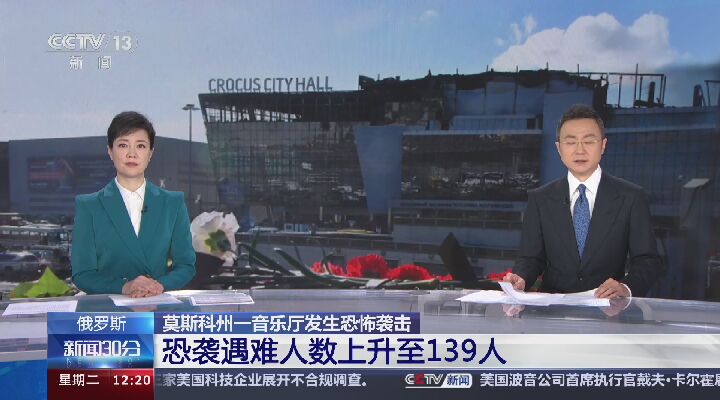 CCTV 13
新闻
CROCUS CITY HALL
俄罗斯
莫斯科州一音乐厅发生恐怖袭击
新闻30分
恐袭遇难人数上升至139人
星期二 12:20
三家美国科技企业展开不合规调查。 CCTV 新闻 美国波音公司首席执行官戴夫·卡尔霍恩